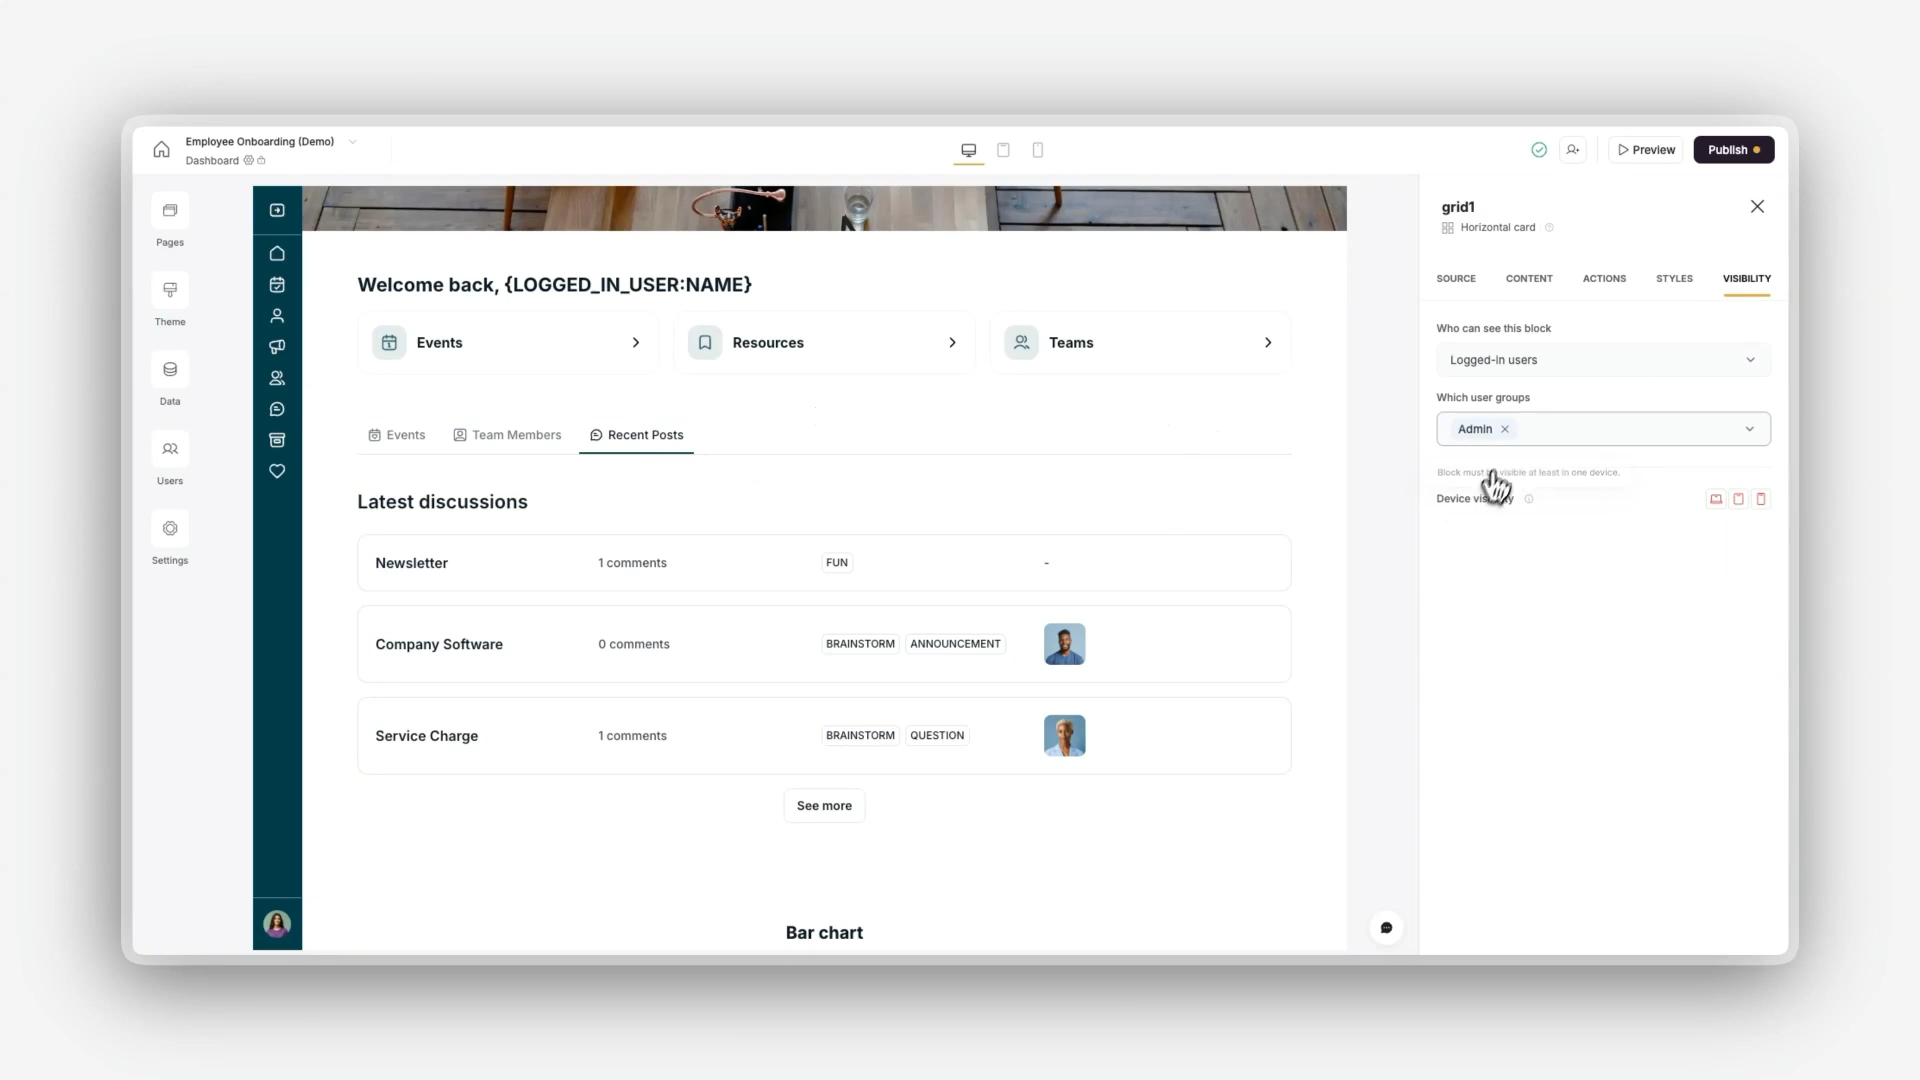 Employee Onboarding (Demo)
Dashboard
Preview
Publish
Pages
Theme
Data
Users
Settings
Welcome back, {LOGGED_IN_USER:NAME}
Events
Resources
Teams
Events
Team Members
Recent Posts
Latest discussions
Newsletter
1 comments
FUN
-
Company Software
0 comments
BRAINSTORM
ANNOUNCEMENT
Service Charge
1 comments
BRAINSTORM
QUESTION
See more
Bar chart
grid1
Horizontal card
SOURCE
CONTENT
ACTIONS
STYLES
VISIBILITY
Who can see this block
Logged-in users
Which user groups
Admin
Block must visible at least in one device.
Device